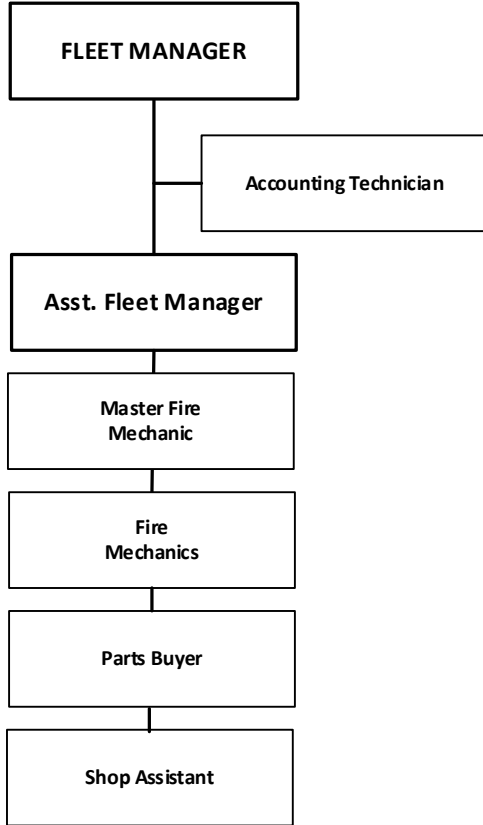 FLEET MANAGER
Accounting Technician
Asst. Fleet Manager
Master Fire
Mechanic
Fire
Mechanics
Parts Buyer
Shop Assistant